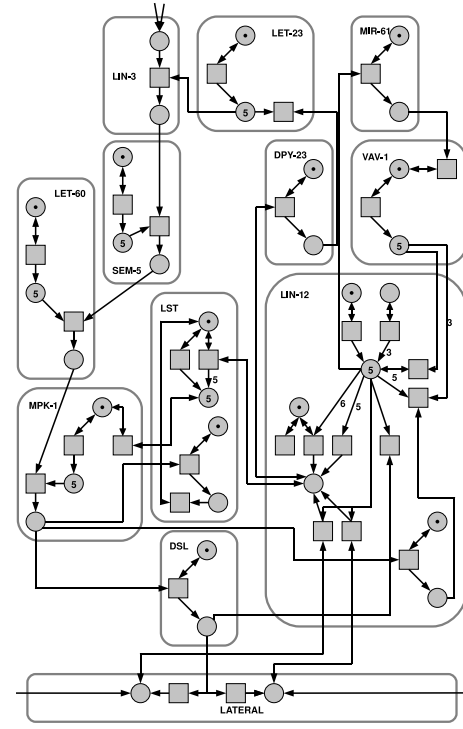 LET-23
MIR-61
LIN-3
5
DPY-23
VAV-1
LET-60
5
SEM-5
5
5
LIN-12
LST
3
3
5
5
5
5
6
5
MPK-1
5
DSL
LATERAL